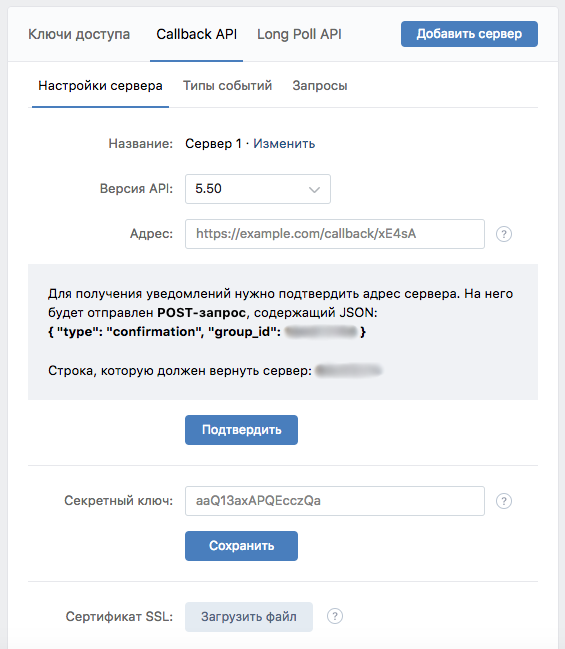 Ключи доступа Callback API Long Poll API Добавить сервер
Настройки сервера Типы событий Запросы
Название: Сервер 1 · Изменить
Версия API: 5.50
Адрес: https://example.com/callback/xE4sA ?
Для получения уведомлений нужно подтвердить адрес сервера. На него
будет отправлен POST-запрос, содержащий JSON:
{ "type": "confirmation", "group_id": }
Строка, которую должен вернуть сервер:
Подтвердить
Секретный ключ: aaQ13axAPQEcczQa ?
Сохранить
Сертификат SSL: Загрузить файл ?